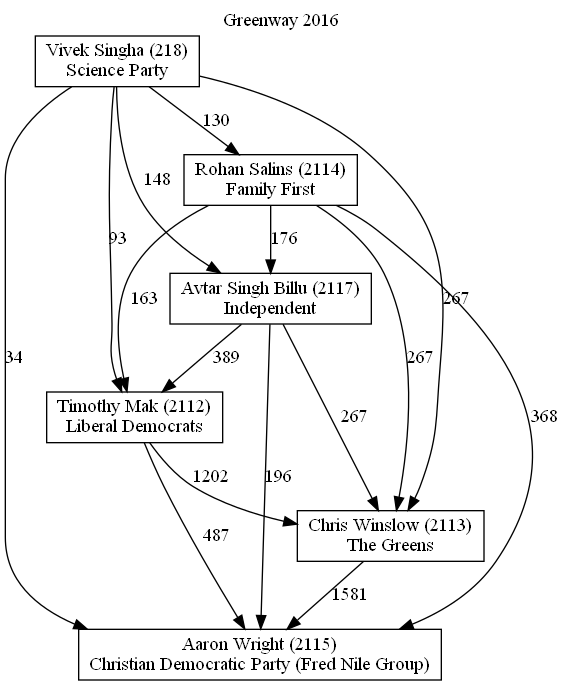 Greenway 2016
Vivek Singha (218)
Science Party
130
Rohan Salins (2114)
Family First
148
93
176
163
267
Avtar Singh Billu (2117)
Independent
34
389
267
368
Timothy Mak (2112)
Liberal Democrats
267
1202
196
Chris Winslow (2113)
The Greens
487
1581
Aaron Wright (2115)
Christian Democratic Party (Fred Nile Group)